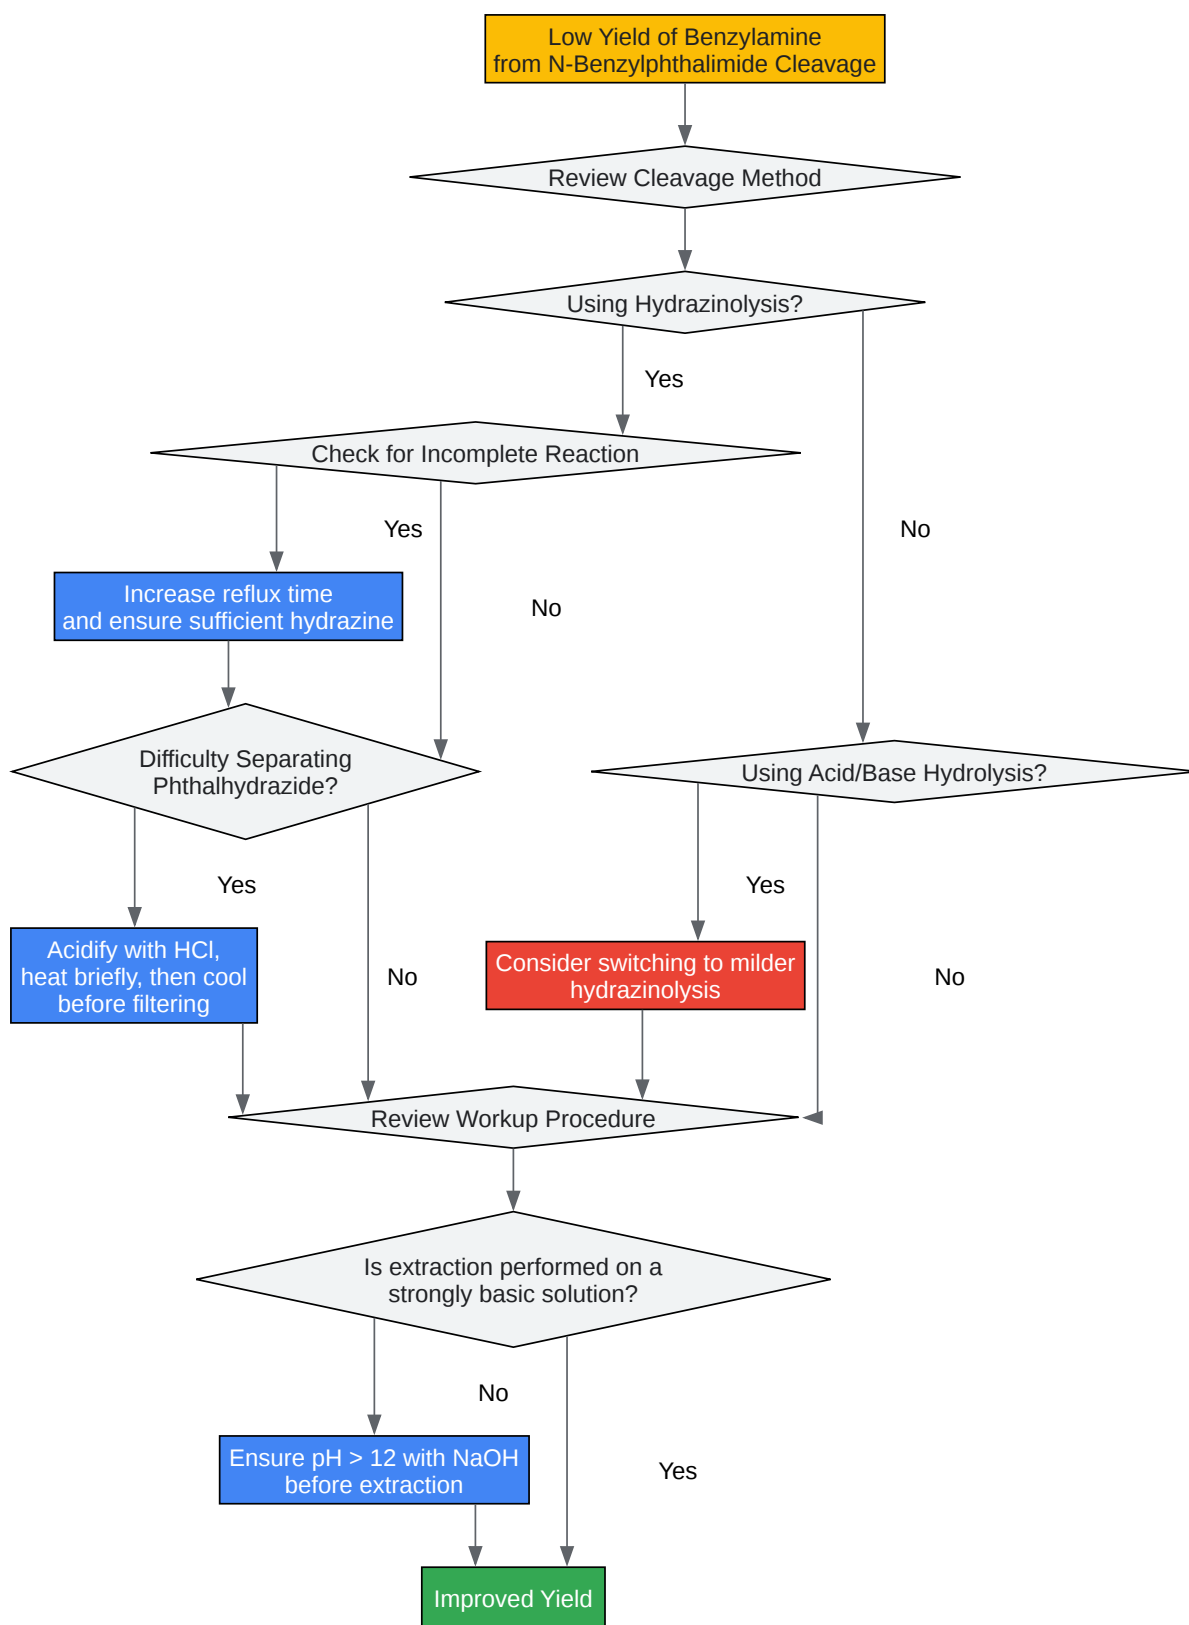 Low Yield of Benzylamine
from N-Benzylphthalimide Cleavage
Review Cleavage Method
Using Hydrazinolysis?
Yes
Check for Incomplete Reaction
Yes
No
Increase reflux time
and ensure sufficient hydrazine
No
Difficulty Separating
Phthalhydrazide?
Using Acid/Base Hydrolysis?
Yes
Yes
Acidify with HCl,
heat briefly, then cool
before filtering
Consider switching to milder
hydrazinolysis
No
No
Review Workup Procedure
Is extraction performed on a
strongly basic solution?
No
Ensure pH > 12 with NaOH
before extraction
Yes
Improved Yield